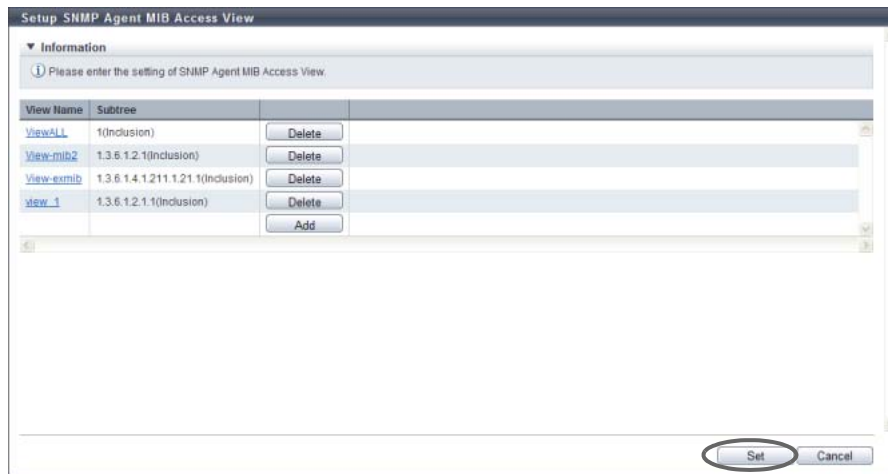 Setup SNMP Agent MIB Access View
▼ Information
Please enter the setting of SNMP Agent MIB Access View.
View Name Subtree
ViewALL 1(Inclusion) Delete
View-mib2 1.3.6.1.2.1(Inclusion) Delete
View-exmib 1.3.6.1.4.1.211.1.21.1(Inclusion) Delete
view_1 1.3.6.1.2.1.1(Inclusion) Delete
Add
Set Cancel